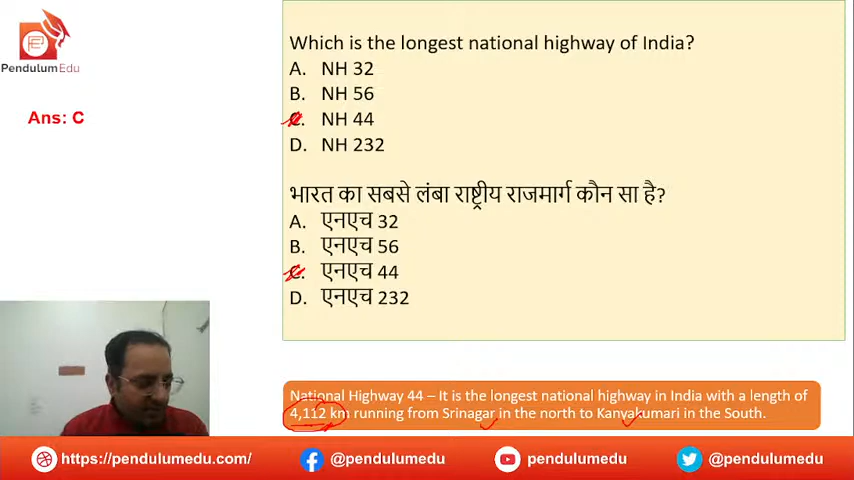 PendulumEdu
Ans: C
Which is the longest national highway of India?
A. NH 32
B. NH 56
C. NH 44
D. NH 232
भारत का सबसे लंबा राष्ट्रीय राजमार्ग कौन सा है?
A. एनएच 32
B. एनएच 56
C. एनएच 44
D. एनएच 232
National Highway 44 – It is the longest national highway in India with a length of
4,112 km running from Srinagar in the north to Kanyakumari in the South.
https://pendulumedu.com/ @pendulumedu pendulumedu @pendulumedu